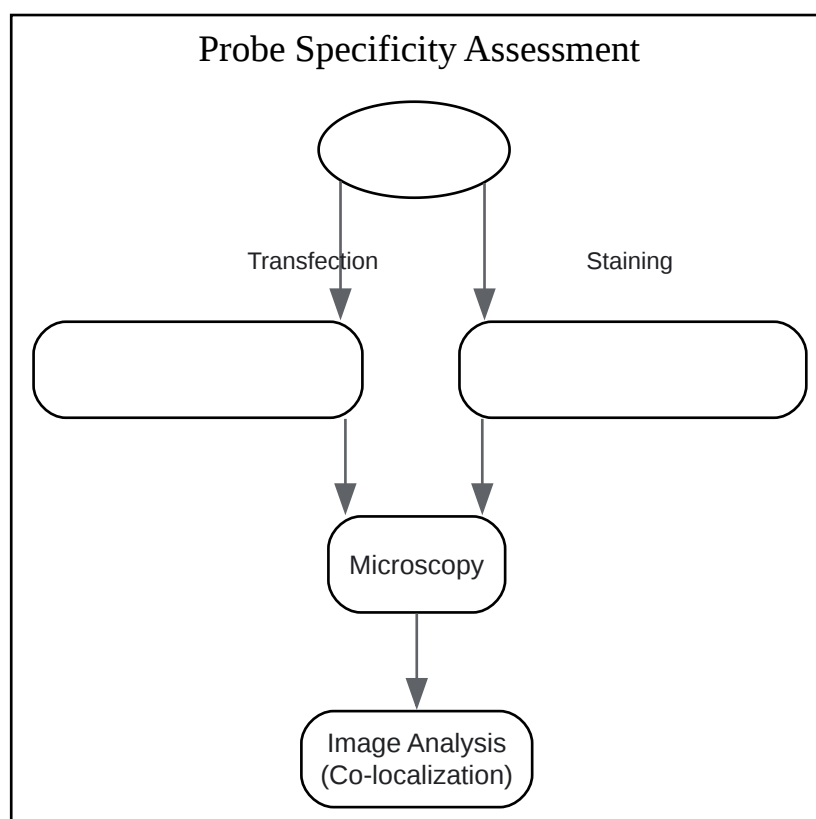 Probe Specificity Assessment
Transfection
Staining
Microscopy
Image Analysis
(Co-localization)